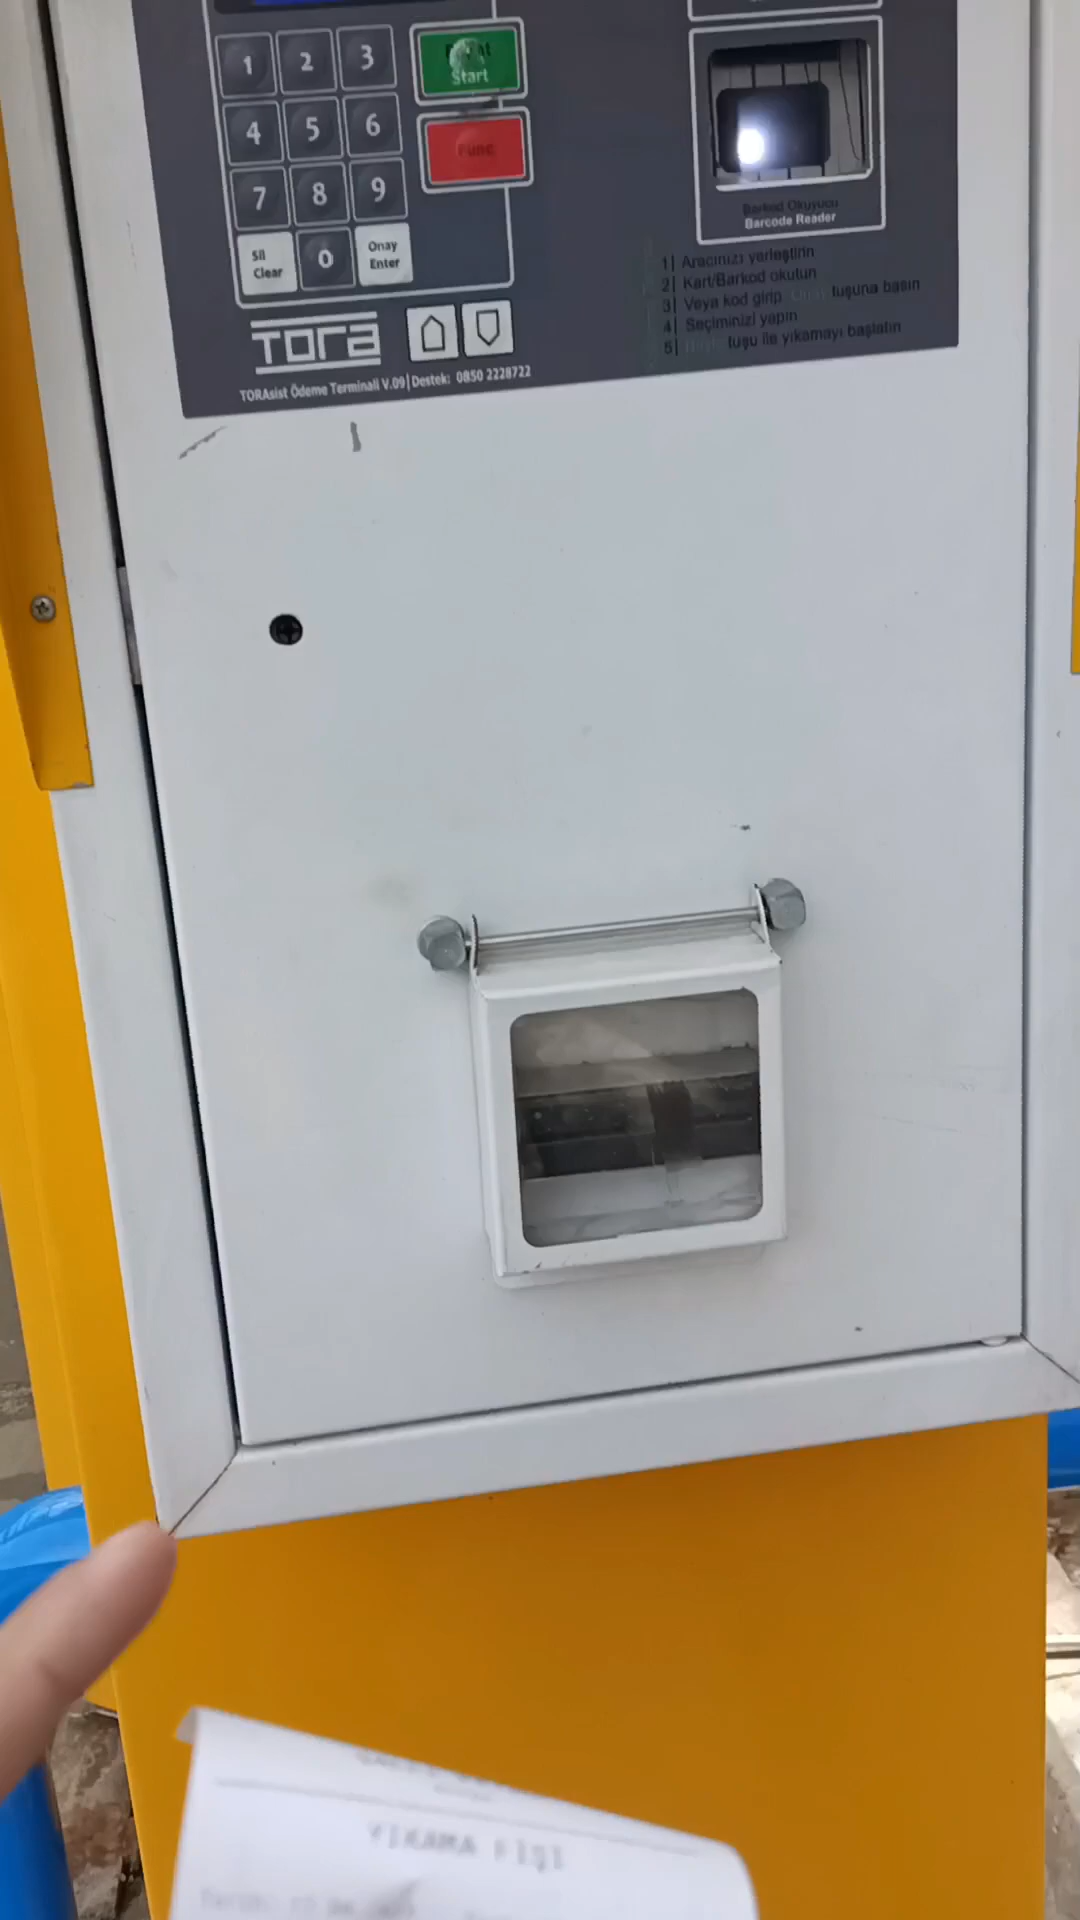 1 2 3
Start
4 5 6
Func
7 8 9
Sil
Clear
0
Onay
Enter
Barkod Okuyucu
Barcode Reader
1| Aracınızı yerleştirin
2| Kart/Barkod okutun
3| Veya kod girip Onay tuşuna basın
4| Seçiminizi yapın
5| tuşu ile yıkamayı başlatın
TORA
TORAsist Ödeme Terminali V.09 | Destek: 0850 2228722
YIKAMA FİŞİ